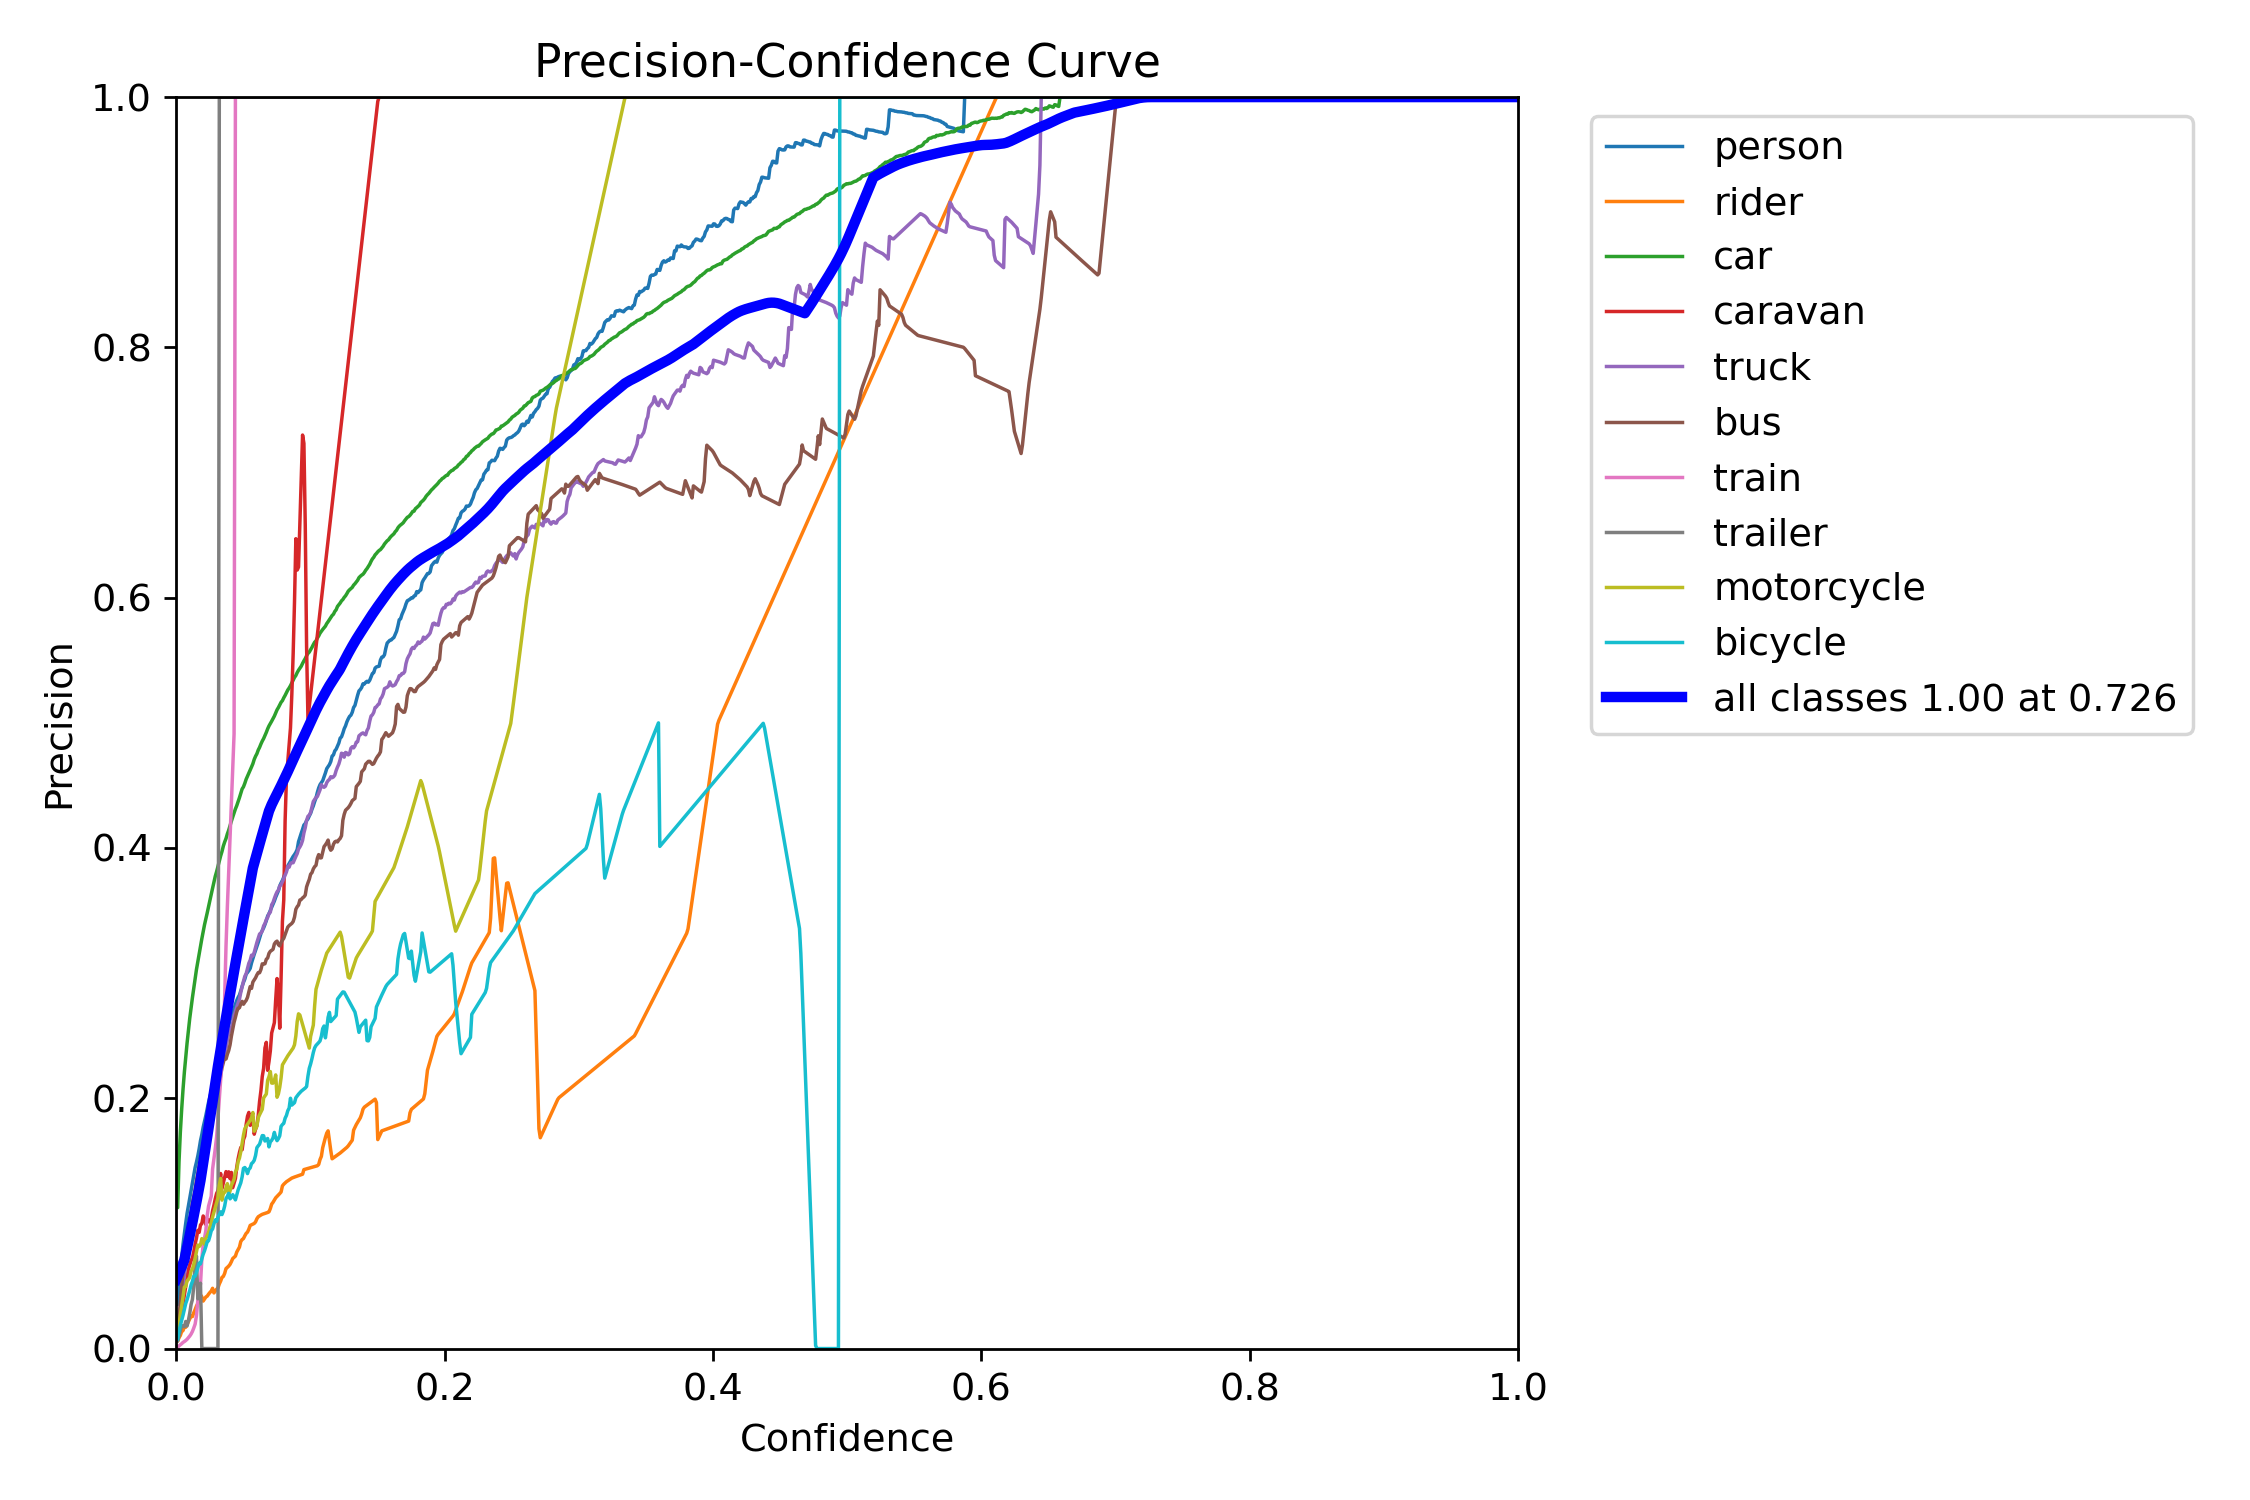 Precision-Confidence Curve
1.0
0.8
0.6
0.4
0.2
0.0
Precision
0.0 0.2 0.4 0.6 0.8 1.0
Confidence
person
rider
car
caravan
truck
bus
train
trailer
motorcycle
bicycle
all classes 1.00 at 0.726